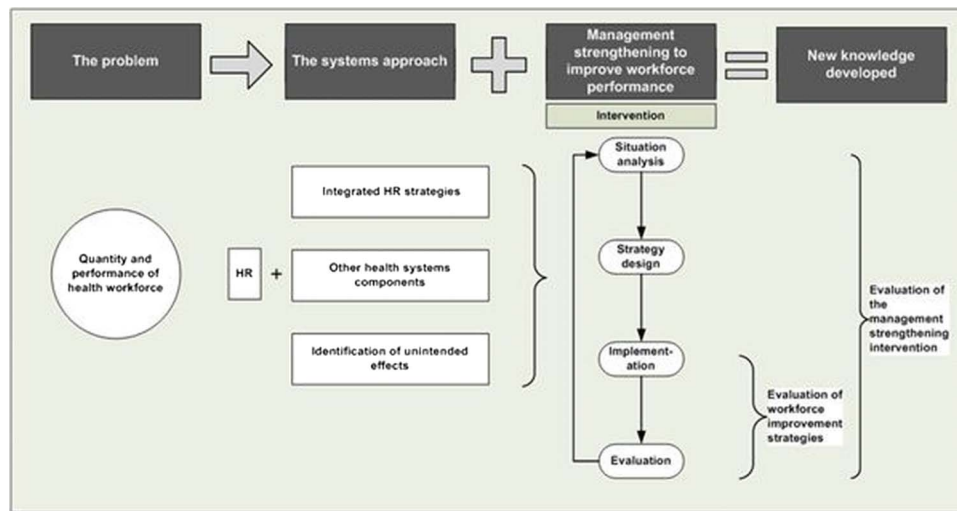 The problem
The systems approach
Management
strengthening to
improve workforce
performance
New knowledge
developed
Intervention
Quantity and
performance of
health workforce
HR
+
Integrated HR strategies
Other health systems
components
Identification of unintended
effects
Situation
analysis
Strategy
design
Implement-
ation
Evaluation
Evaluation of
workforce
improvement
strategies
Evaluation of
the
management
strengthening
intervention